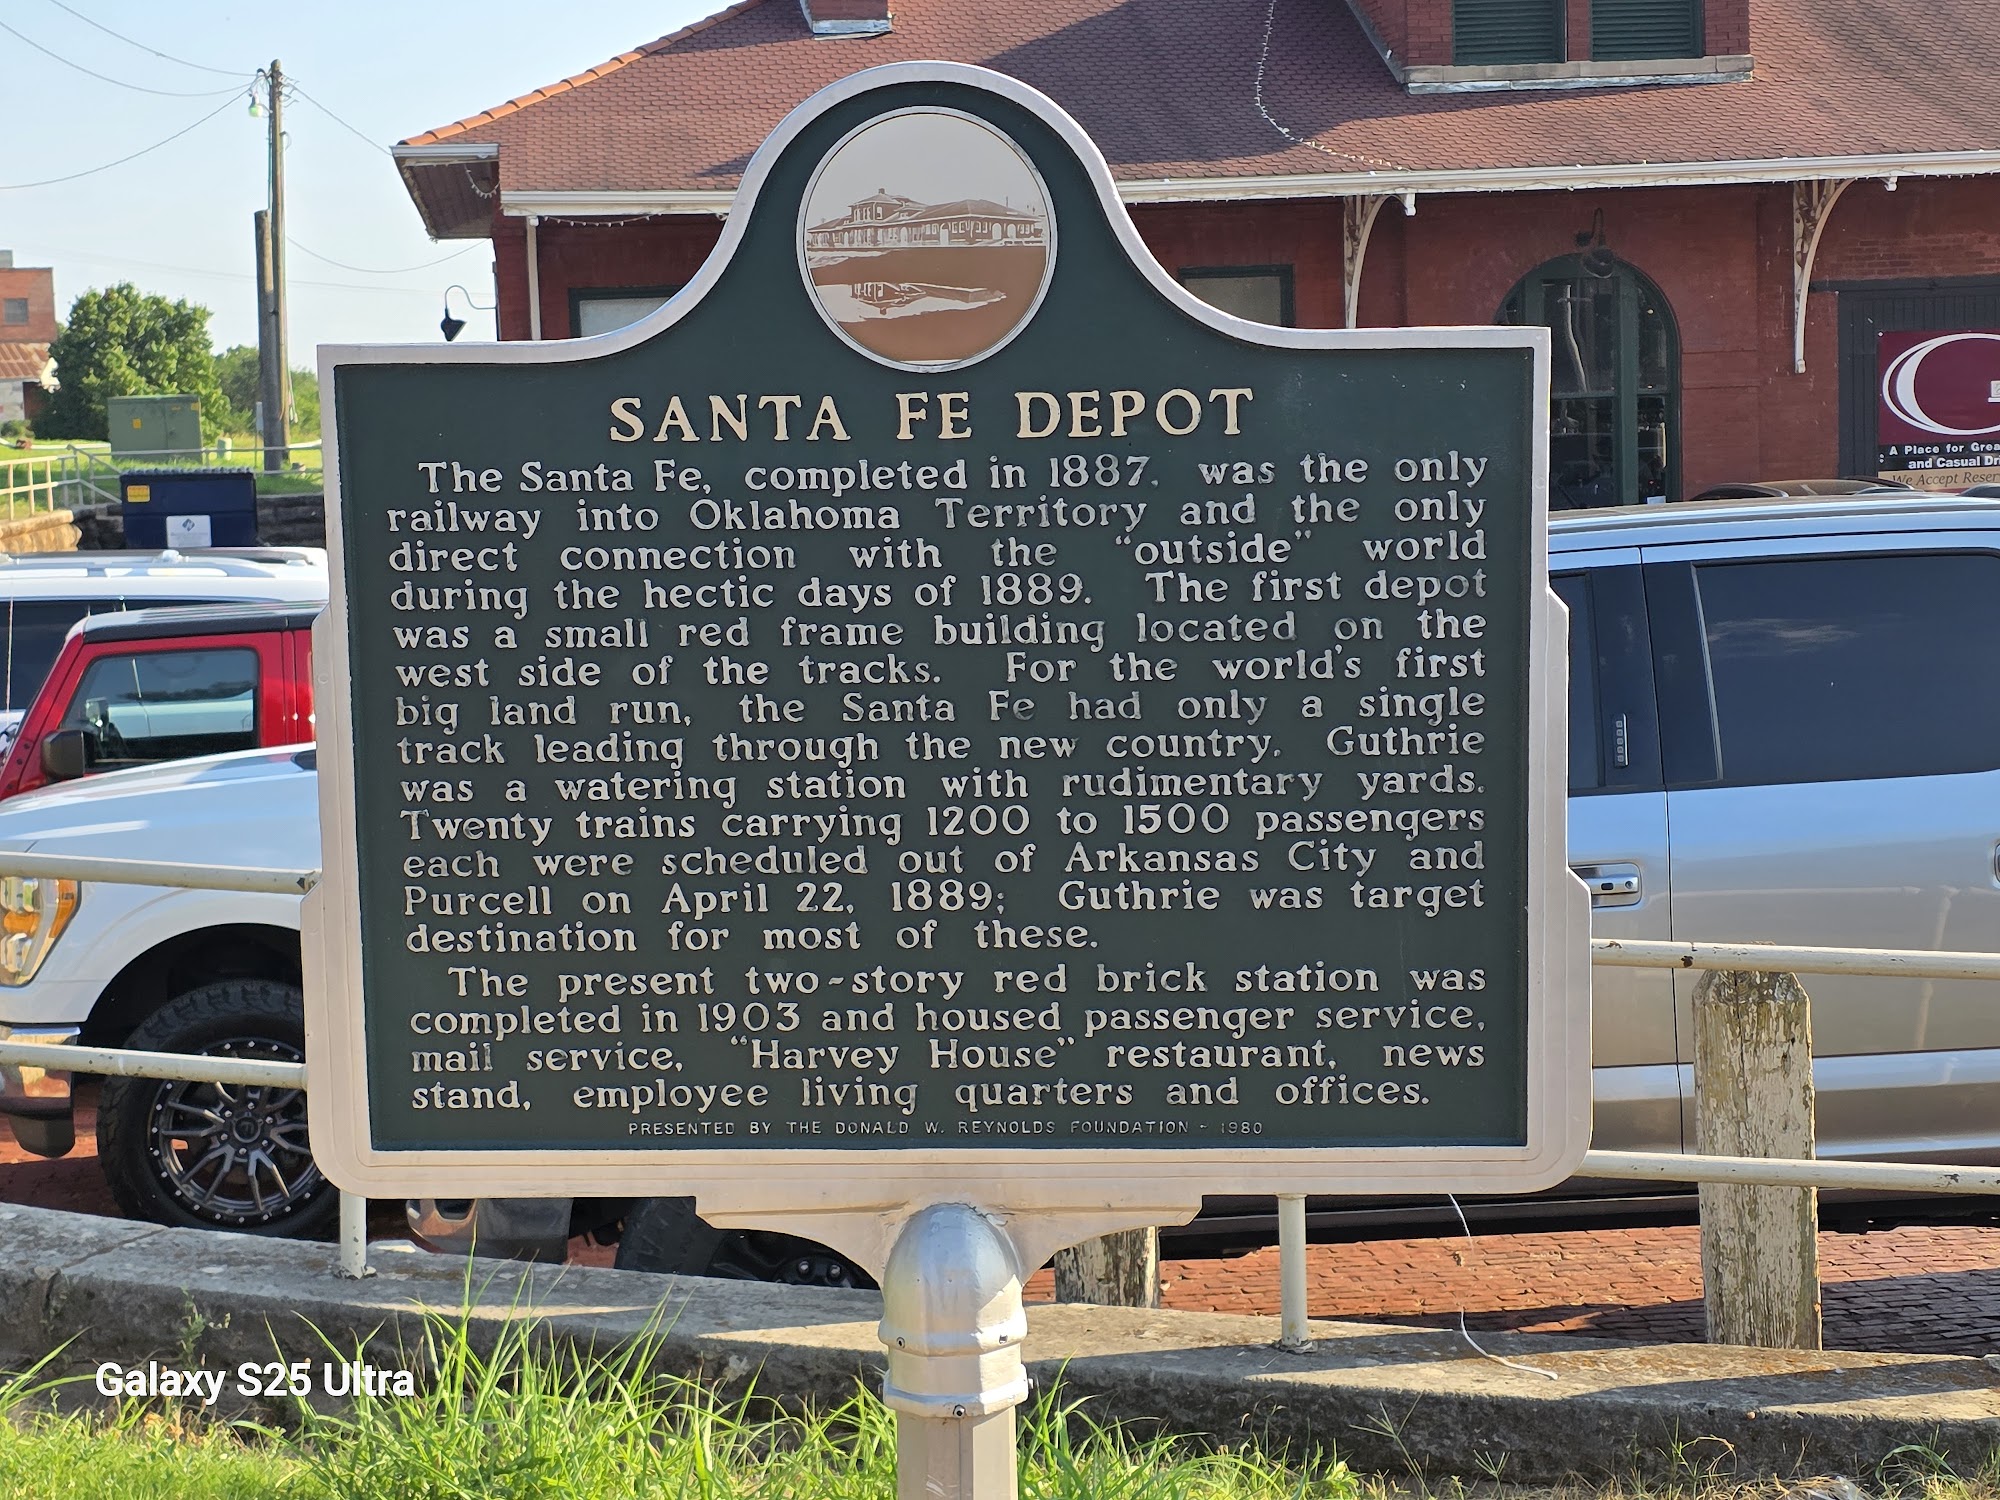 SANTA FE DEPOT
The Santa Fe, completed in 1887, was the only
railway into Oklahoma Territory and the only
direct connection with the "outside" world
during the hectic days of 1889. The first depot
was a small red frame building located on the
west side of the tracks. For the world's first
big land run, the Santa Fe had only a single
track leading through the new country. Guthrie
was a watering station with rudimentary yards.
Twenty trains carrying 1200 to 1500 passengers
each were scheduled out of Arkansas City and
Purcell on April 22, 1889; Guthrie was target
destination for most of these.
The present two-story red brick station was
completed in 1903 and housed passenger service,
mail service, "Harvey House" restaurant, news
stand, employee living quarters and offices.
PRESENTED BY THE DONALD W. REYNOLDS FOUNDATION - 1980
A Place for Grea
and Casual Di
We Accept Reser
Galaxy S25 Ultra